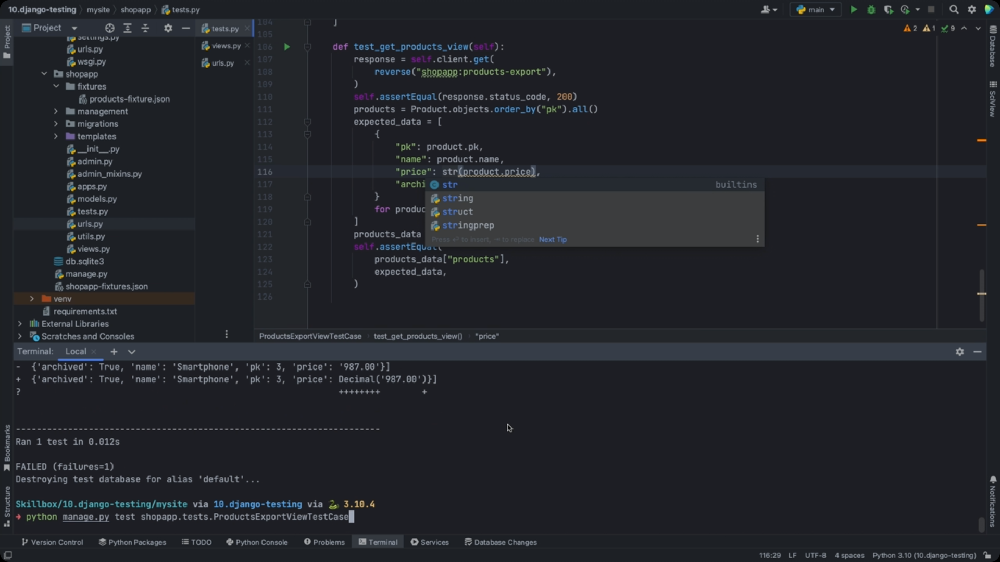 10.django-testing  mysite  shopapp  tests.py
main
Project
settings.py
urls.py
wsgi.py
shopapp
fixtures
products-fixture.json
management
migrations
templates
__init__.py
admin.py
admin_mixins.py
apps.py
models.py
tests.py
urls.py
utils.py
views.py
db.sqlite3
manage.py
shopapp-fixtures.json
venv
requirements.txt
External Libraries
Scratches and Consoles
tests.py
views.py
urls.py
2 1 9
104 ]
105
106 def test_get_products_view(self):
107 response = self.client.get(
108 reverse("shopapp:products-export"),
109 )
110 self.assertEqual(response.status_code, 200)
111 products = Product.objects.order_by("pk").all()
112 expected_data = [
113 {
114 "pk": product.pk,
115 "name": product.name,
116 "price": str(product.price),
117 "archi
118 }
119 for produc
120 ]
121 products_data
122 self.assertEqual(
123 products_data["products"],
124 expected_data,
125 )
126
str builtins
string
struct
stringprep
Press ↵ to insert, ⇥ to replace Next Tip
ProductsExportViewTestCase  test_get_products_view()  "price"
Terminal: Local
- {'archived': True, 'name': 'Smartphone', 'pk': 3, 'price': '987.00'}]
+ {'archived': True, 'name': 'Smartphone', 'pk': 3, 'price': Decimal('987.00')}]
? ++++++++ +
----------------------------------------------------------------------
Ran 1 test in 0.012s
FAILED (failures=1)
Destroying test database for alias 'default'...
Skillbox/10.django-testing/mysite via 10.django-testing via 🐍 3.10.4
➜ python manage.py test shopapp.tests.ProductsExportViewTestCase
Version Control  Python Packages  TODO  Python Console  Problems  Terminal  Services  Database Changes
116:29 LF UTF-8 4 spaces Python 3.10 (10.django-testing)
Project
Bookmarks
Structure
Database
SciView
Notifications